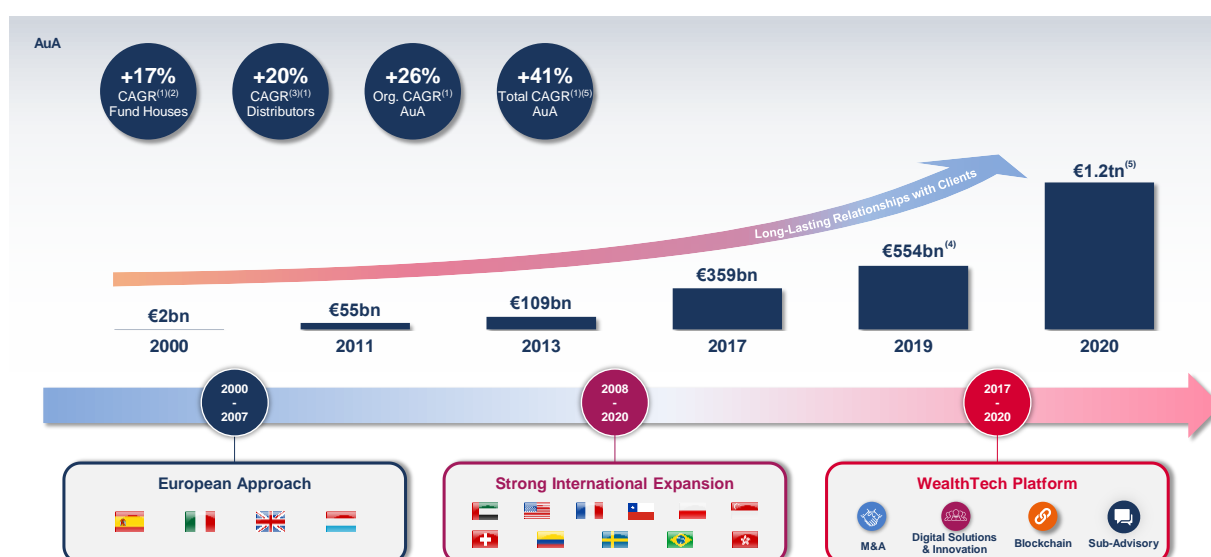 AuA
+17%
CAGR(1)(2)
Fund Houses
+20%
CAGR(3)(1)
Distributors
+26%
Org. CAGR(1)
AuA
+41%
Total CAGR(1)(5)
AuA
Long-Lasting Relationships with Clients
€2bn
€55bn
€109bn
€359bn
€554bn(4)
€1.2tn(5)
2000
2011
2013
2017
2019
2020
2000
-
2007
2008
-
2020
2017
-
2020
European Approach
Strong International Expansion
WealthTech Platform
M&A
Digital Solutions
& Innovation
Blockchain
Sub-Advisory